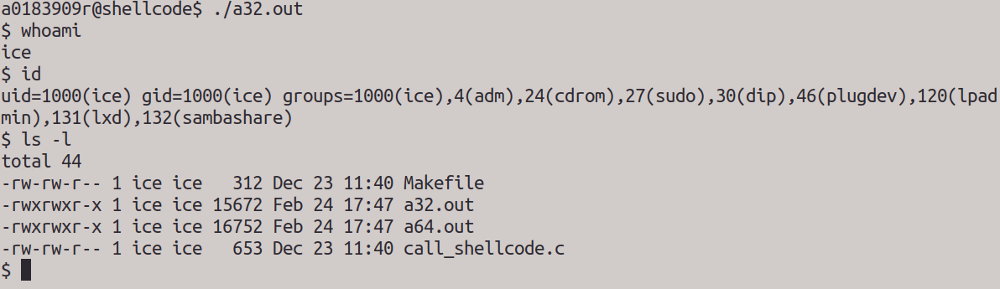 a0183909r@shellcode$ ./a32.out
$ whoami
ice
$ id
uid=1000(ice) gid=1000(ice) groups=1000(ice),4(adm),24(cdrom),27(sudo),30(dip),46(plugdev),120(lpad
min),131(lxd),132(sambashare)
$ ls -l
total 44
-rw-rw-r-- 1 ice ice   312 Dec 23 11:40 Makefile
-rwxrwxr-x 1 ice ice 15672 Feb 24 17:47 a32.out
-rwxrwxr-x 1 ice ice 16752 Feb 24 17:47 a64.out
-rw-rw-r-- 1 ice ice   653 Dec 23 11:40 call_shellcode.c
$